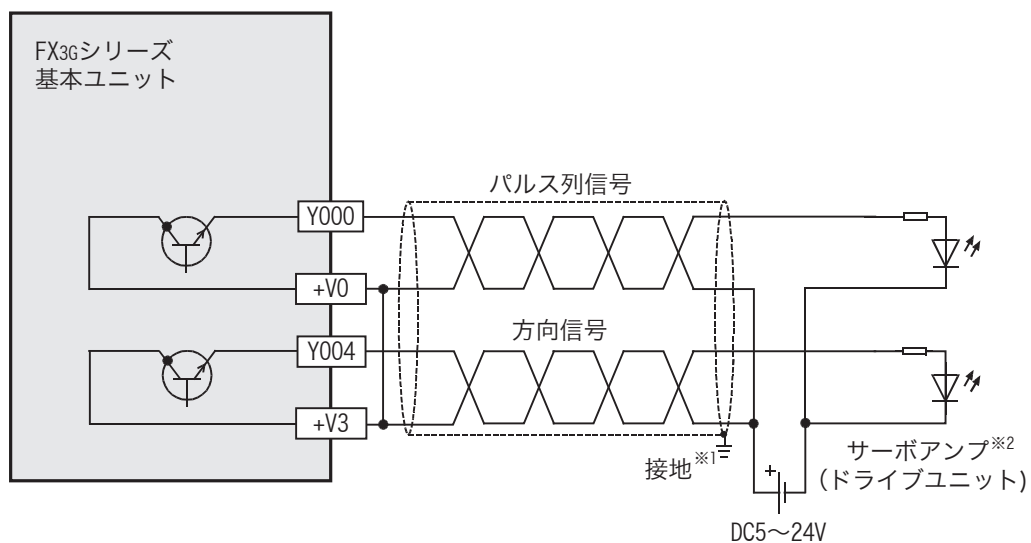 FX3Gシリーズ
基本ユニット
パルス列信号
Y000
+V0
方向信号
Y004
+V3
接地※1
サーボアンプ※2
(ドライブユニット)
+
DC5〜24V